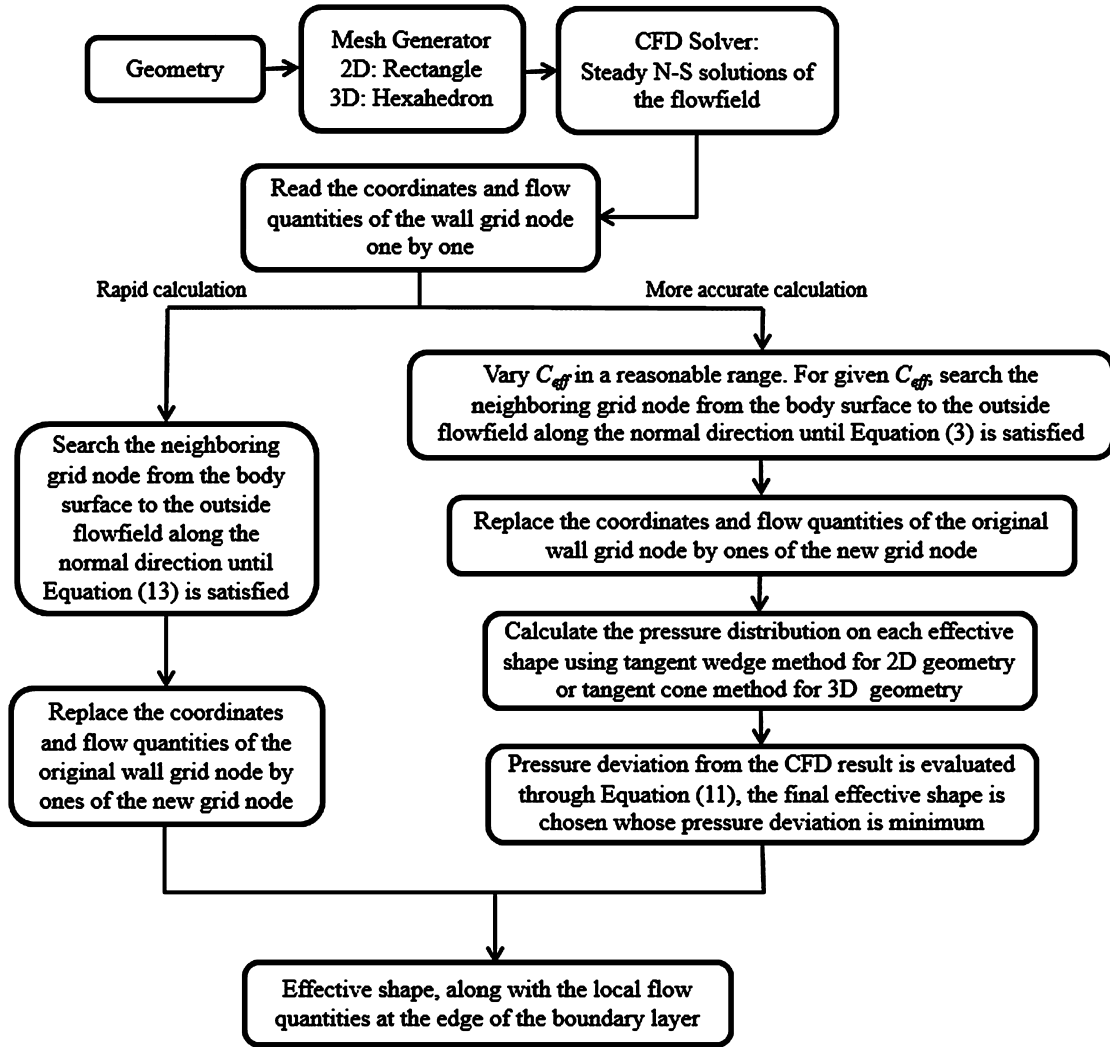 Geometry
Mesh Generator
2D: Rectangle
3D: Hexahedron
CFD Solver:
Steady N-S solutions of
the flowfield
Read the coordinates and flow
quantities of the wall grid node
one by one
Rapid calculation
More accurate calculation
Search the neighboring
grid node from the body
surface to the outside
flowfield along the
normal direction until
Equation (13) is satisfied
Replace the coordinates
and flow quantities of the
original wall grid node by
ones of the new grid node
Vary C_eff in a reasonable range. For given C_eff, search the
neighboring grid node from the body surface to the outside
flowfield along the normal direction until Equation (3) is satisfied
Replace the coordinates and flow quantities of the original
wall grid node by ones of the new grid node
Calculate the pressure distribution on each effective
shape using tangent wedge method for 2D geometry
or tangent cone method for 3D geometry
Pressure deviation from the CFD result is evaluated
through Equation (11), the final effective shape is
chosen whose pressure deviation is minimum
Effective shape, along with the local flow
quantities at the edge of the boundary layer